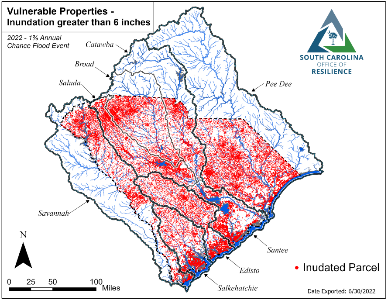 Vulnerable Properties -
Inundation greater than 6 inches
2022 - 1% Annual
Chance Flood Event
Catawba
Broad
Saluda
Pee Dee
SOUTH CAROLINA
OFFICE OF
RESILIENCE
Savannah
Santee
Edisto
Salkehatchie
N
Inudated Parcel
0 25 50 100
Miles
Date Exported: 6/30/2022